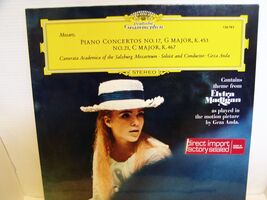 Deutsche
Grammophon
Mozart,
PIANO CONCERTOS NO.17, G MAJOR, K.453
NO.21, C MAJOR, K.467
Camerata Academica of the Salzburg Mozarteum · Soloist and Conductor: Geza Anda
STEREO
Contains
theme from
Elvira
Madigan
as played in
the motion picture
by Geza Anda.
direct import
factory sealed